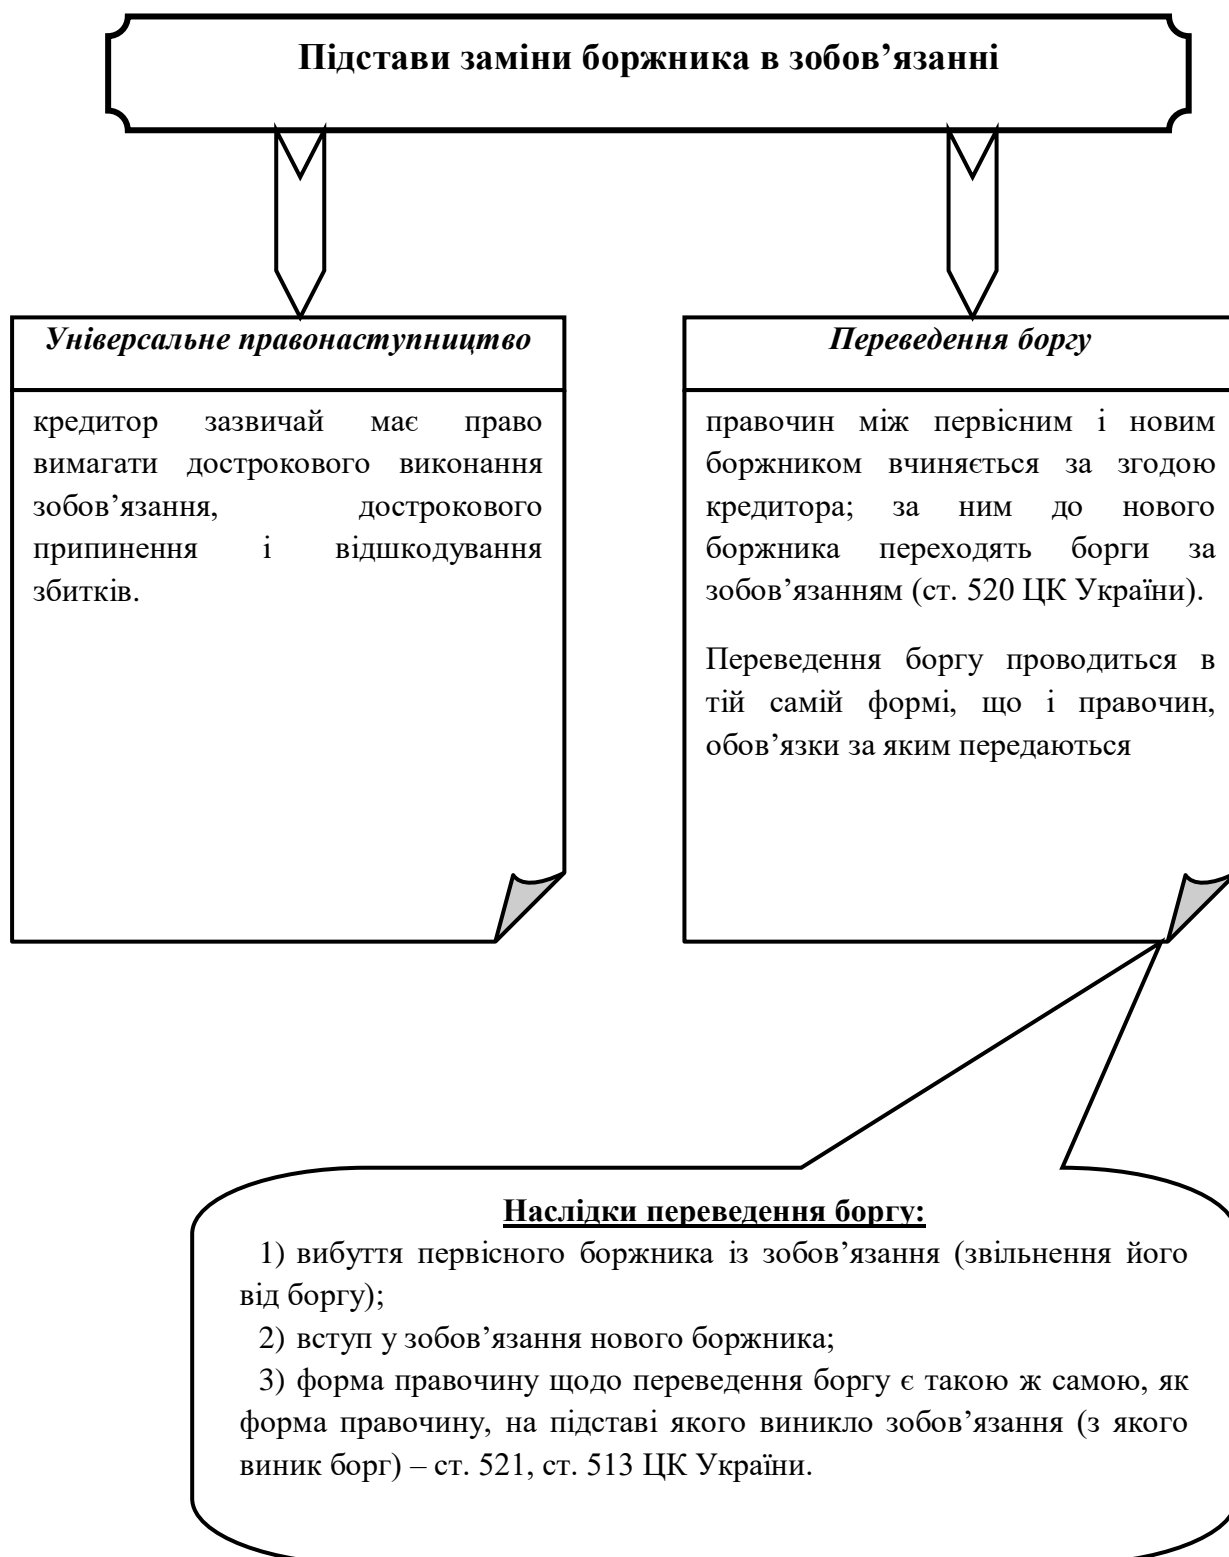 Підстави заміни боржника в зобов’язанні
Універсальне правонаступництво
кредитор зазвичай має право
вимагати дострокового виконання
зобов’язання, дострокового
припинення і відшкодування
збитків.
Переведення боргу
правочин між первісним і новим
боржником вчиняється за згодою
кредитора; за ним до нового
боржника переходять борги за
зобов’язанням (ст. 520 ЦК України).
Переведення боргу проводиться в
тій самій формі, що і правочин,
обов’язки за яким передаються
Наслідки переведення боргу:
1) вибуття первісного боржника із зобов’язання (звільнення його
від боргу);
2) вступ у зобов’язання нового боржника;
3) форма правочину щодо переведення боргу є такою ж самою, як
форма правочину, на підставі якого виникло зобов’язання (з якого
виник борг) – ст. 521, ст. 513 ЦК України.